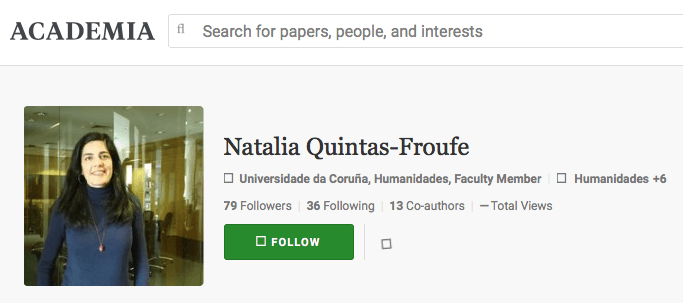 ACADEMIA
Search for papers, people, and interests
Natalia Quintas-Froufe
Universidade da Coruña, Humanidades, Faculty Member | Humanidades +6
79 Followers | 36 Following | 13 Co-authors | —Total Views
FOLLOW